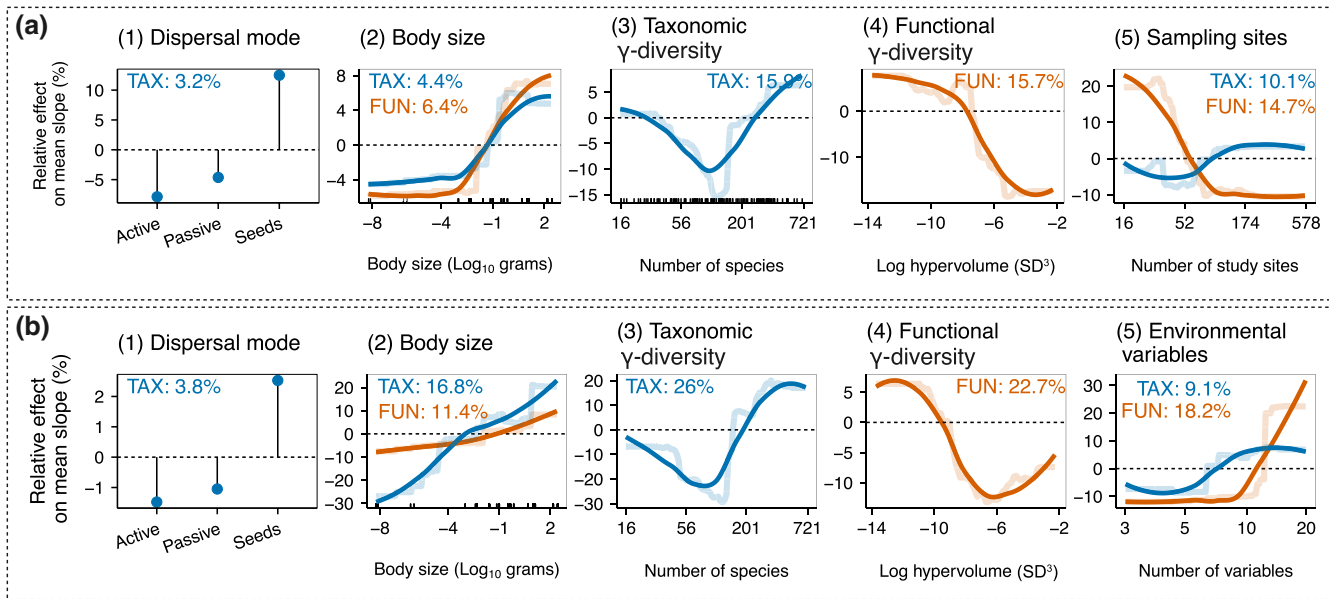 (a)
(1) Dispersal mode
Relative effect
on mean slope (%)
10
5
0
−5
TAX: 3.2%
Active
Passive
Seeds
(2) Body size
8
4
0
−4
TAX: 4.4%
FUN: 6.4%
−8
−4
−1
2
Body size (Log₁₀ grams)
(3) Taxonomic
γ-diversity
5
0
−5
−10
−15
TAX: 15.9%
16
56
201
721
Number of species
(4) Functional
γ-diversity
0
−10
FUN: 15.7%
−14
−10
−6
−2
Log hypervolume (SD³)
(5) Sampling sites
20
10
0
−10
TAX: 10.1%
FUN: 14.7%
16
52
174
578
Number of study sites
(b)
(1) Dispersal mode
Relative effect
on mean slope (%)
2
1
0
−1
TAX: 3.8%
Active
Passive
Seeds
(2) Body size
20
10
0
−10
−20
−30
TAX: 16.8%
FUN: 11.4%
−8
−4
−1
2
Body size (Log₁₀ grams)
(3) Taxonomic
γ-diversity
20
10
0
−10
−20
−30
TAX: 26%
16
56
201
721
Number of species
(4) Functional
γ-diversity
5
0
−5
−10
FUN: 22.7%
−14
−10
−6
−2
Log hypervolume (SD³)
(5) Environmental
variables
30
20
10
0
−10
TAX: 9.1%
FUN: 18.2%
3
5
10
20
Number of variables